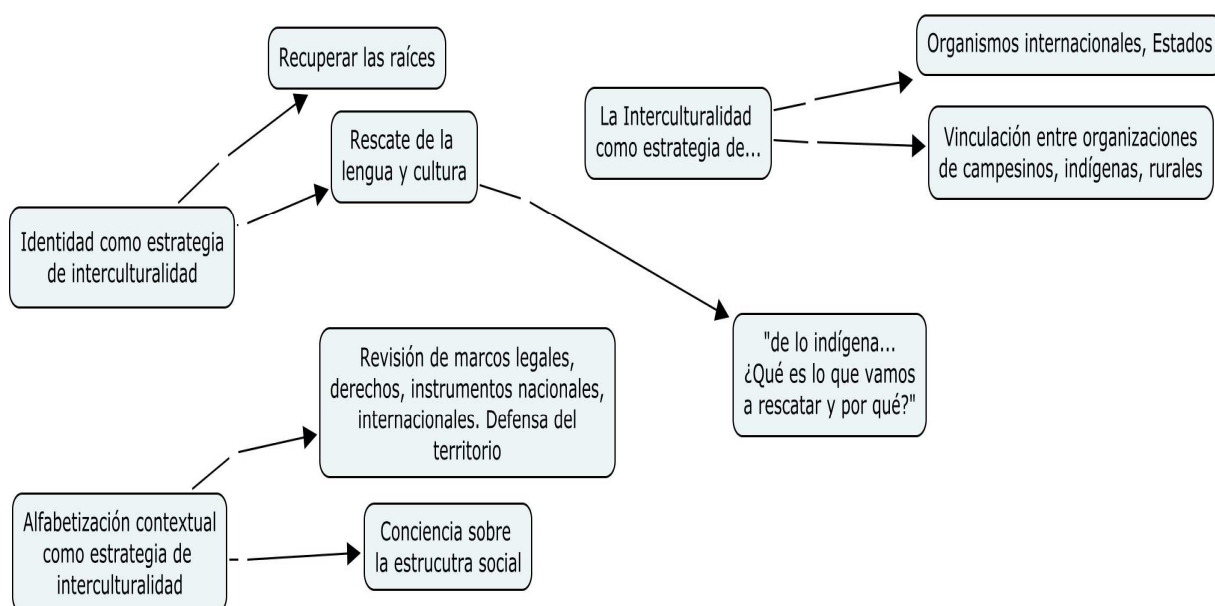 Recuperar las raíces
Rescate de la
lengua y cultura
Identidad como estrategia
de interculturalidad
La Interculturalidad
como estrategia de...
Organismos internacionales, Estados
Vinculación entre organizaciones
de campesinos, indígenas, rurales
"de lo indígena...
¿Qué es lo que vamos
a rescatar y por qué?"
Revisión de marcos legales,
derechos, instrumentos nacionales,
internacionales. Defensa del
territorio
Alfabetización contextual
como estrategia de
interculturalidad
Conciencia sobre
la estrucutra social